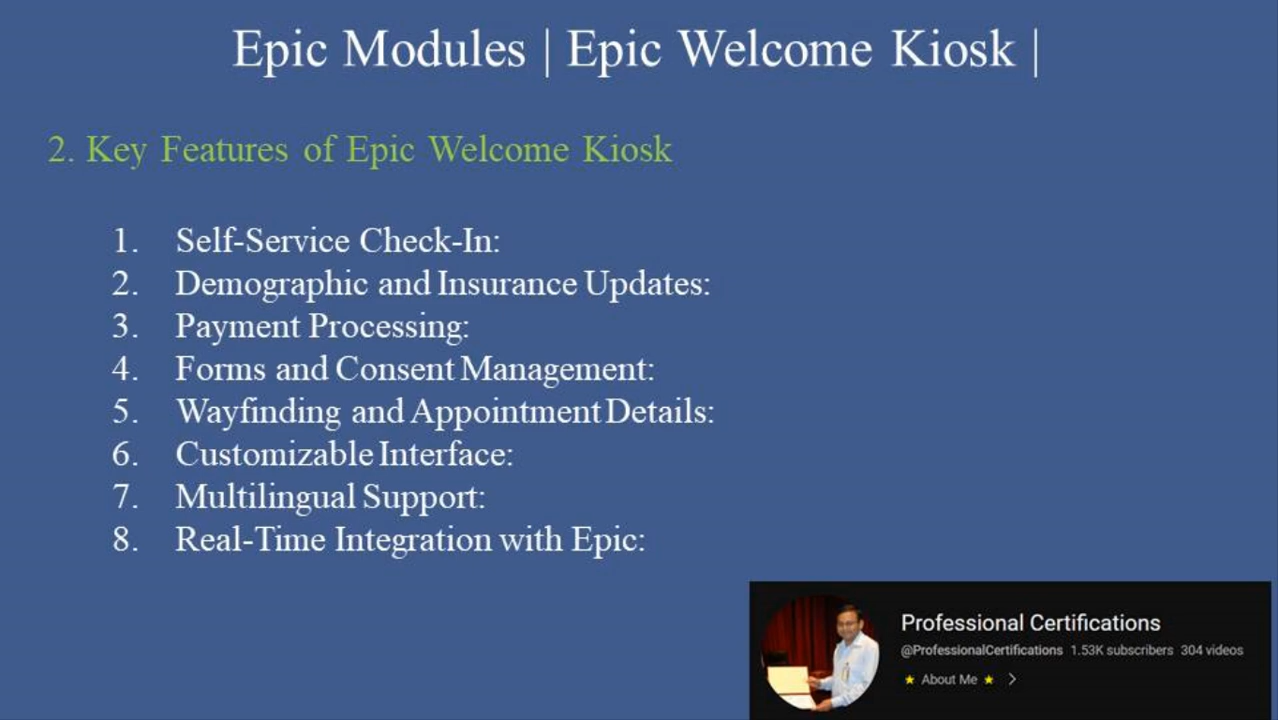 Epic Modules | Epic Welcome Kiosk |
2. Key Features of Epic Welcome Kiosk
1. Self-Service Check-In:
2. Demographic and Insurance Updates:
3. Payment Processing:
4. Forms and Consent Management:
5. Wayfinding and Appointment Details:
6. Customizable Interface:
7. Multilingual Support:
8. Real-Time Integration with Epic:
Professional Certifications
@ProfessionalCertifications 1.53K subscribers 304 videos
★ About Me ★ >